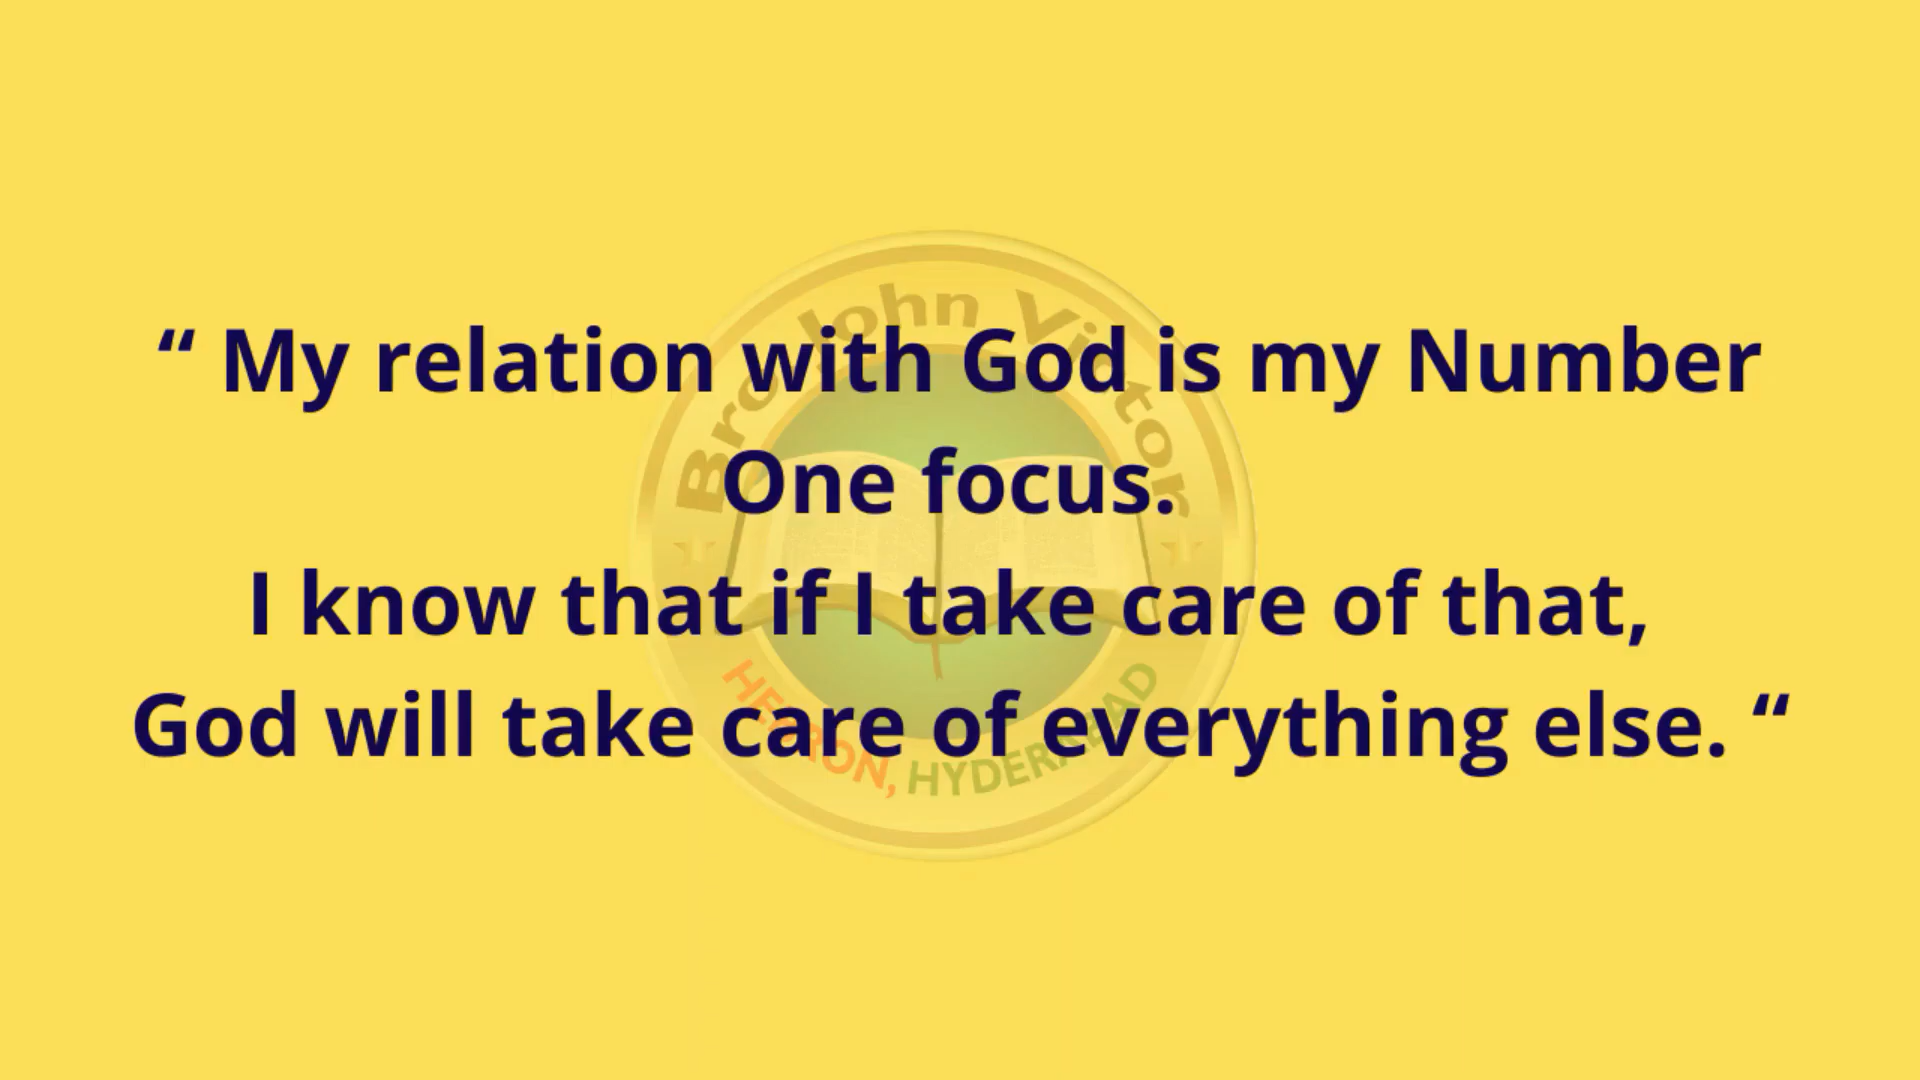 “ My relation with God is my Number
One focus.
I know that if I take care of that,
God will take care of everything else. “
Bro John Victor
HEBRON, HYDERABAD